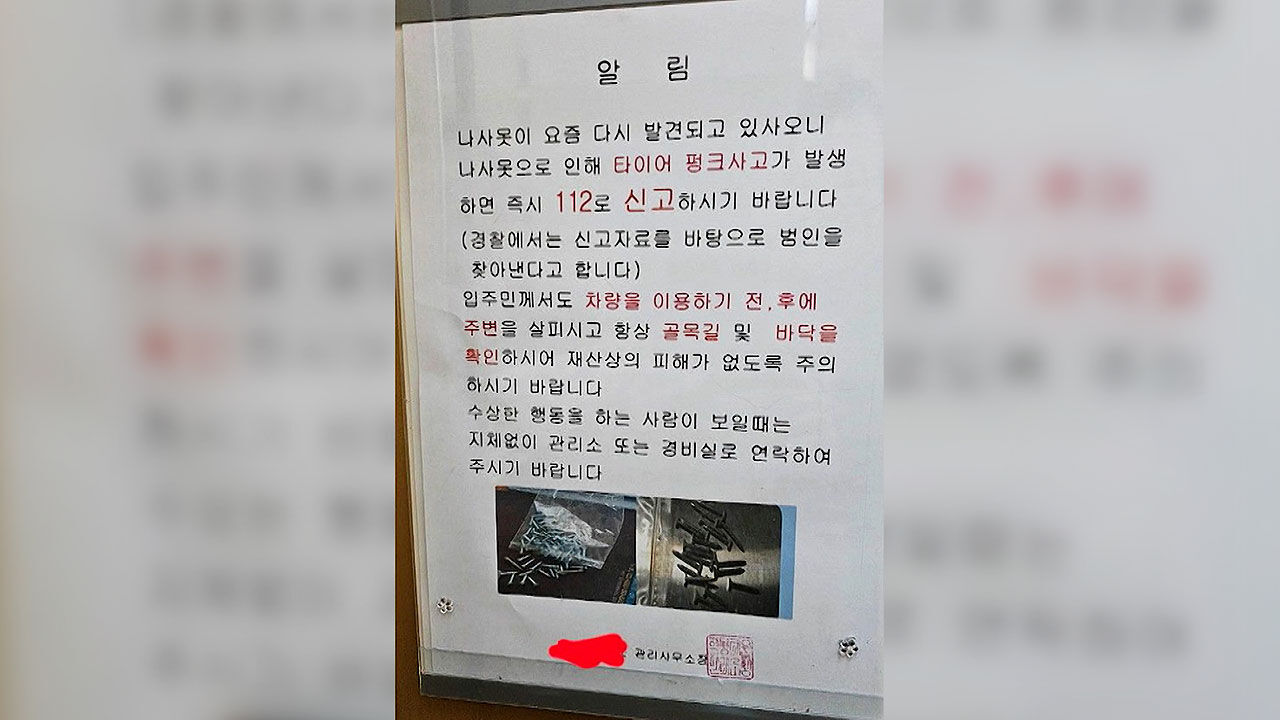 알 림
나사못이 요즘 다시 발견되고 있사오니
나사못으로 인해 타이어 펑크사고가 발생
하면 즉시 112로 신고하시기 바랍니다
(경찰에서는 신고자료를 바탕으로 범인을
찾아낸다고 합니다)
입주민께서도 차량을 이용하기 전,후에
주변을 살피시고 항상 골목길 및 바닥을
확인하시어 재산상의 피해가 없도록 주의
하시기 바랍니다
수상한 행동을 하는 사람이 보일때는
지체없이 관리소 또는 경비실로 연락하여
주시기 바랍니다
관리사무소장